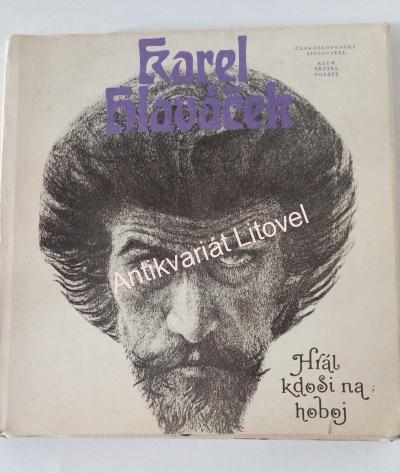 Karel
Hlaváček
ČESKOSLOVENSKÝ
SPISOVATEL
KLUB
PŘÁTEL
POEZIE
Antikvariát Litovel
Hrál
kdosi na
hoboj